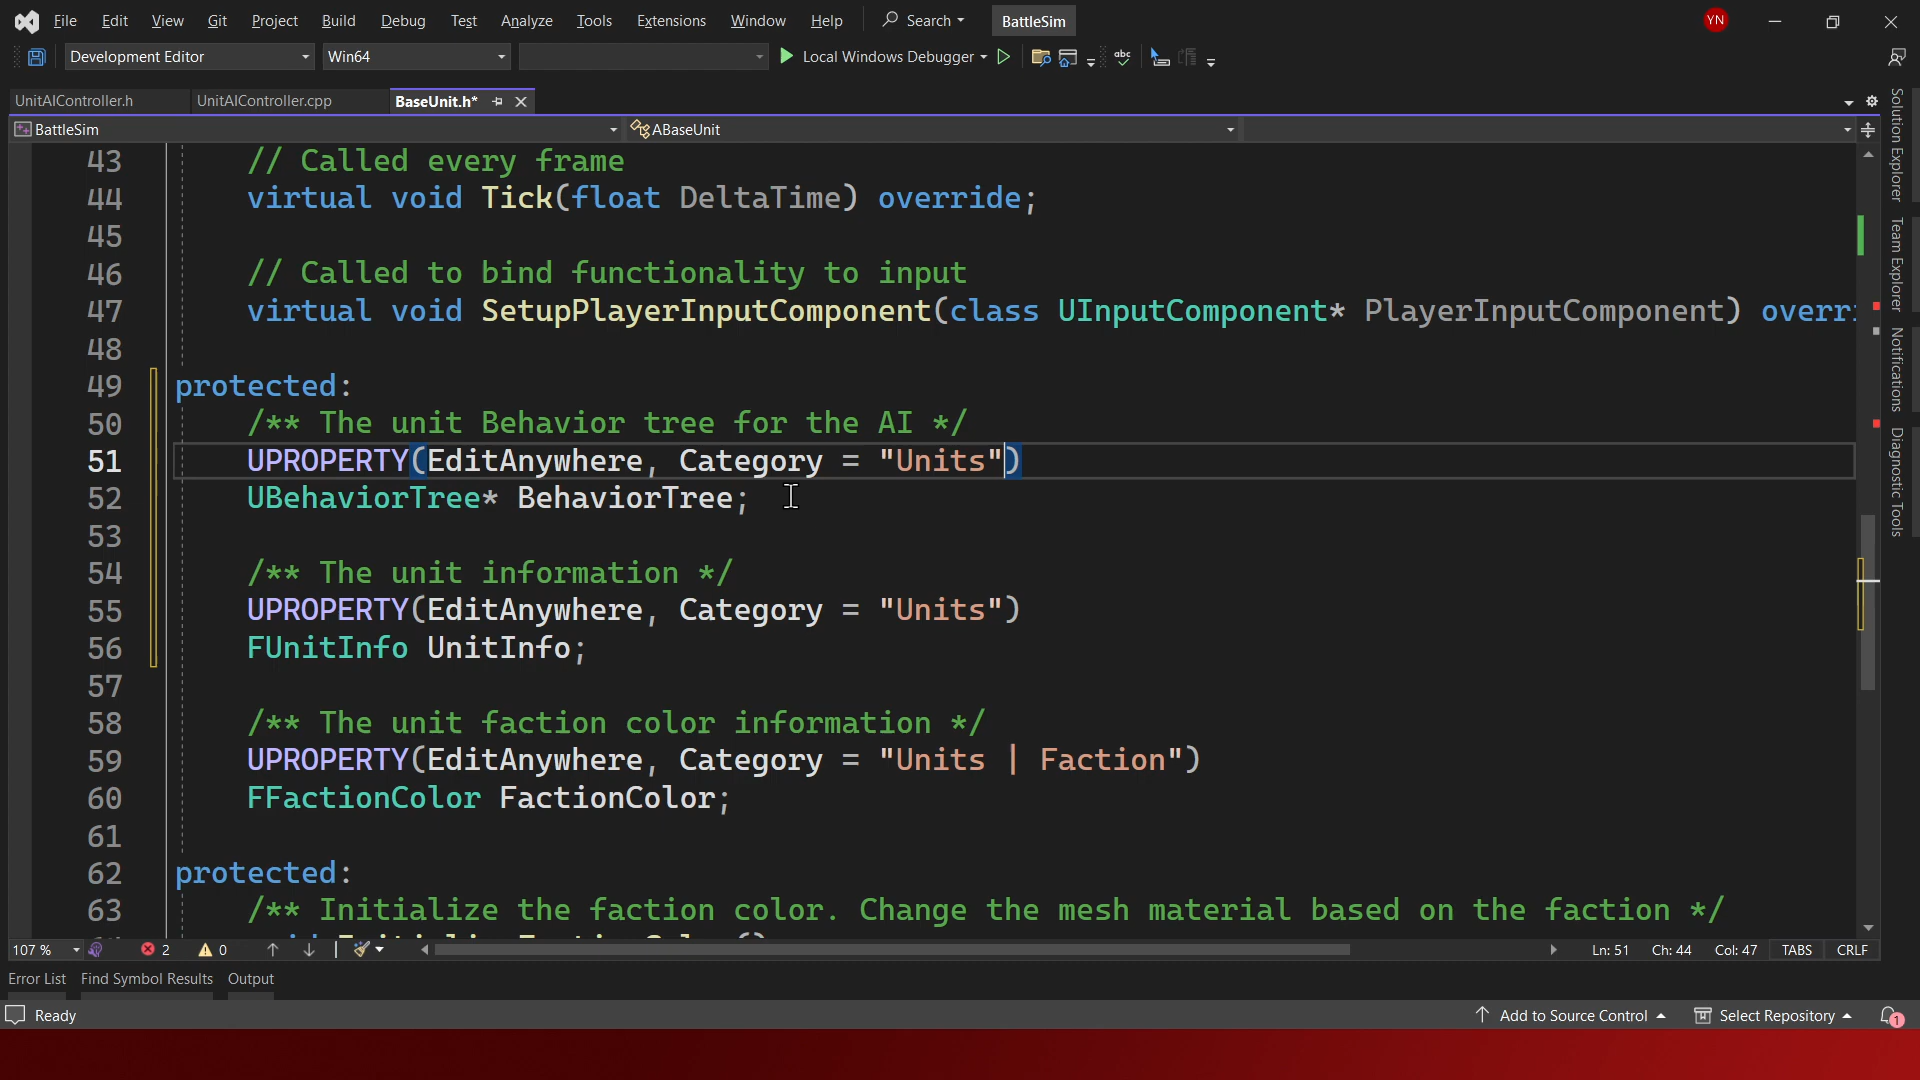 File Edit View Git Project Build Debug Test Analyze Tools Extensions Window Help Search BattleSim YN
Development Editor Win64 Local Windows Debugger abc
UnitAIController.h UnitAIController.cpp BaseUnit.h*
BattleSim ABaseUnit
43 // Called every frame
44 virtual void Tick(float DeltaTime) override;
45
46 // Called to bind functionality to input
47 virtual void SetupPlayerInputComponent(class UInputComponent* PlayerInputComponent) overri
48
49 protected:
50 /** The unit Behavior tree for the AI */
51 UPROPERTY(EditAnywhere, Category = "Units")
52 UBehaviorTree* BehaviorTree;
53
54 /** The unit information */
55 UPROPERTY(EditAnywhere, Category = "Units")
56 FUnitInfo UnitInfo;
57
58 /** The unit faction color information */
59 UPROPERTY(EditAnywhere, Category = "Units | Faction")
60 FFactionColor FactionColor;
61
62 protected:
63 /** Initialize the faction color. Change the mesh material based on the faction */
107 % 2 0 Ln: 51 Ch: 44 Col: 47 TABS CRLF
Error List Find Symbol Results Output
Ready Add to Source Control Select Repository 1
Solution Explorer
Team Explorer
Notifications
Diagnostic Tools